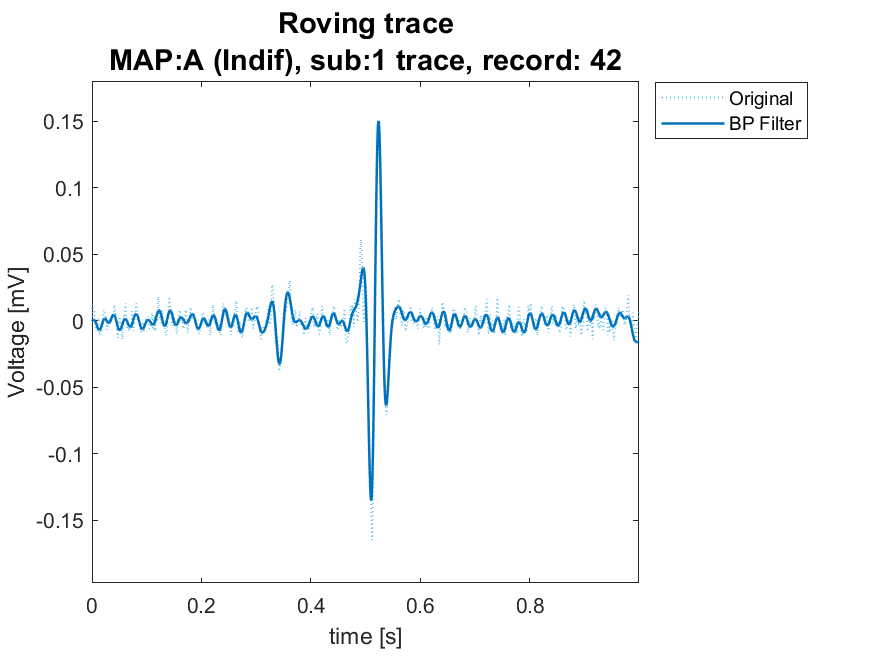 Roving trace
MAP:A (Indif), sub:1 trace, record: 42
Original
BP Filter
0.15
0.1
0.05
0
-0.05
-0.1
-0.15
Voltage [mV]
0 0.2 0.4 0.6 0.8
time [s]